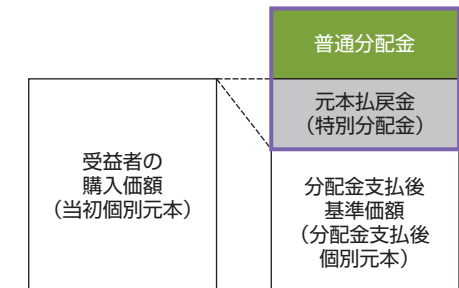 普通分配金
元本払戻金
（特別分配金）
受益者の
購入価額
（当初個別元本）
分配金支払後
基準価額
（分配金支払後
個別元本）